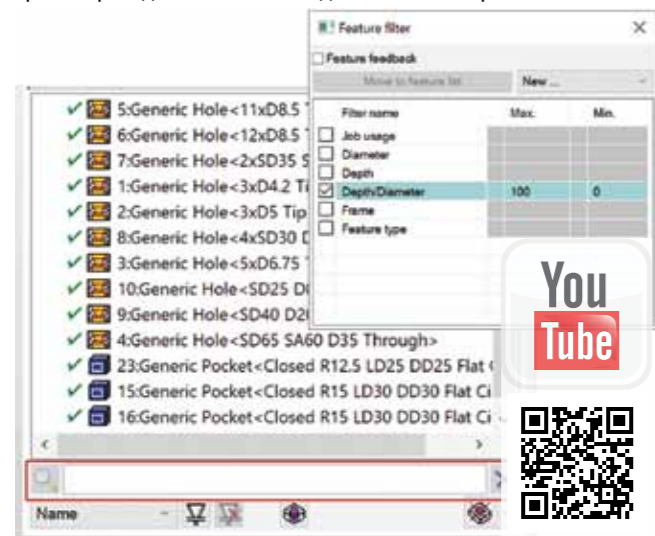 Feature filter
Feature feedback
Move to feature list
New ...
Filter name Max. Min.
Job usage
Diameter
Depth
Depth/Diameter 100 0
Frame
Feature type
5:Generic Hole<11xD8.5
6:Generic Hole<12xD8.5
7:Generic Hole<2xSD35 S
1:Generic Hole<3xD4.2 Ti
2:Generic Hole<3xD5 Tip
8:Generic Hole<4xSD30
3:Generic Hole<5xD6.75
10:Generic Hole<SD25
9:Generic Hole<SD40
4:Generic Hole<SD65 SA60 D35 Through>
23:Generic Pocket<Closed R12.5 LD25 DD25 Flat
15:Generic Pocket<Closed R15 LD30 DD30 Flat Ci
16:Generic Pocket<Closed R15 LD30 DD30 Flat Ci
Name
You
Tube